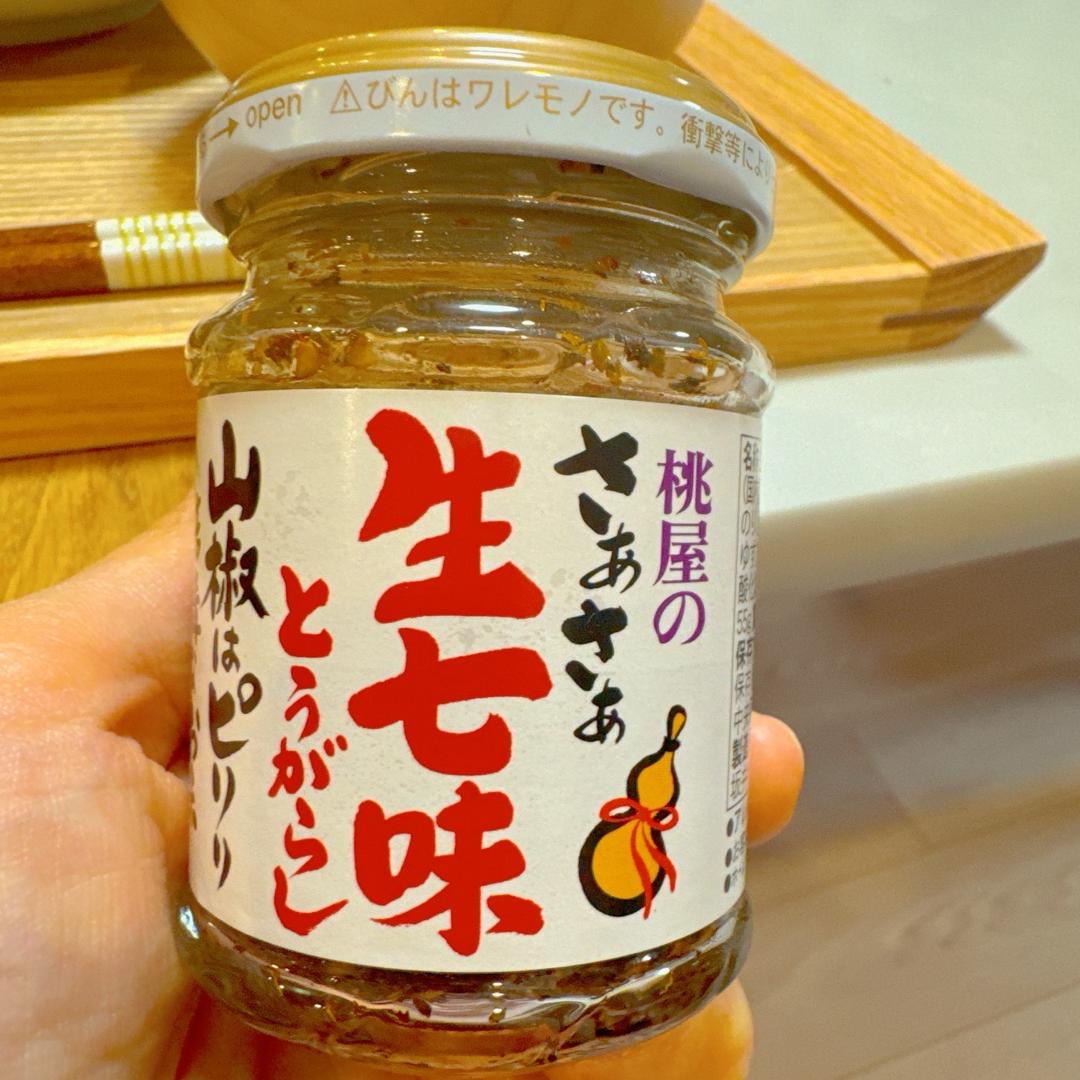 open ⚠びんはワレモノです。衝撃等により
桃屋の
さあさあ
生七味
とうがらし
山椒はピリリ